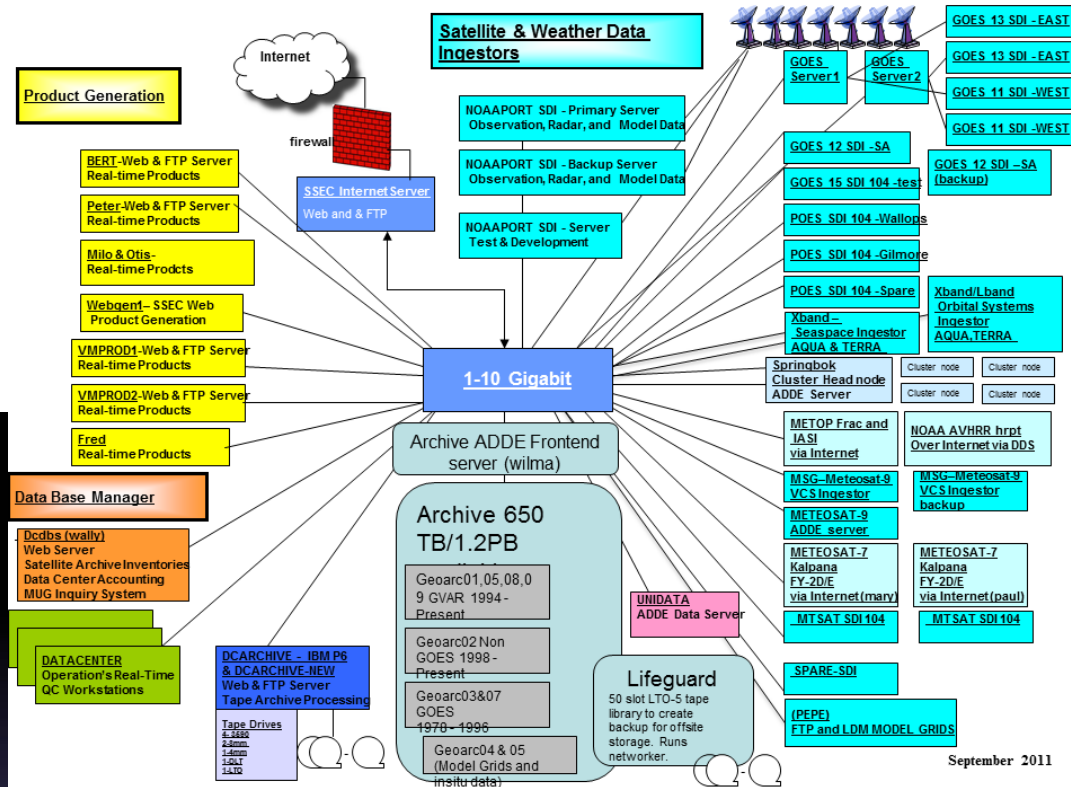 Satellite & Weather Data
Ingestors
Internet
firewall
Product Generation
SSEC Internet Server
Web and & FTP
NOAAPORT SDI - Primary Server
Observation, Radar, and Model Data
NOAAPORT SDI - Backup Server
Observation, Radar, and Model Data
NOAAPORT SDI - Server
Test & Development
GOES
Server1
GOES
Server2
GOES 13 SDI -EAST
GOES 13 SDI -EAST
GOES 11 SDI -WEST
GOES 11 SDI -WEST
GOES 12 SDI -SA
GOES 12 SDI –SA
(backup)
GOES 15 SDI 104 -test
POES SDI 104 -Wallops
POES SDI 104 -Gilmore
POES SDI 104 -Spare
Xband –
Seaspace Ingestor
AQUA & TERRA
Xband/Lband
Orbital Systems
Ingestor
AQUA,TERRA
BERT-Web & FTP Server
Real-time Products
Peter-Web & FTP Server
Real-time Products
Milo & Otis-
Real-time Prodcts
Webgen1– SSEC Web
Product Generation
VMPROD1-Web & FTP Server
Real-time Products
VMPROD2-Web & FTP Server
Real-time Products
Fred
Real-time Products
1-10 Gigabit
Springbok
Cluster Head node
ADDE Server
Cluster node
Cluster node
Cluster node
Cluster node
METOP Frac and
IASI
via Internet
NOAA AVHRR hrpt
Over Internet via DDS
MSG–Meteosat-9
VCS Ingestor
MSG–Meteosat-9
VCS Ingestor
backup
METEOSAT-9
ADDE server
METEOSAT-7
Kalpana
FY-2D/E
via Internet(mary)
METEOSAT-7
Kalpana
FY-2D/E
via Internet(paul)
MTSAT SDI 104
MTSAT SDI 104
SPARE-SDI
(PEPE)
FTP and LDM MODEL GRIDS
Archive ADDE Frontend
server (wilma)
Archive 650
TB/1.2PB
Geoarc01,05,08,0
9 GVAR 1994 -
Present
Geoarc02 Non
GOES 1998 -
Present
Geoarc03&07
GOES
1978 - 1996
Geoarc04 & 05
(Model Grids and
insitu data)
UNIDATA
ADDE Data Server
Lifeguard
50 slot LTO-5 tape
library to create
backup for offsite
storage. Runs
networker.
Data Base Manager
Dcdbs (wally)
Web Server
Satellite Archive Inventories
Data Center Accounting
MUG Inquiry System
DATACENTER
Operation's Real-Time
QC Workstations
DCARCHIVE - IBM P6
& DCARCHIVE-NEW
Web & FTP Server
Tape Archive Processing
Tape Drives
4- 3590
2-8mm
1-4mm
1-DLT
1-LTO
September 2011